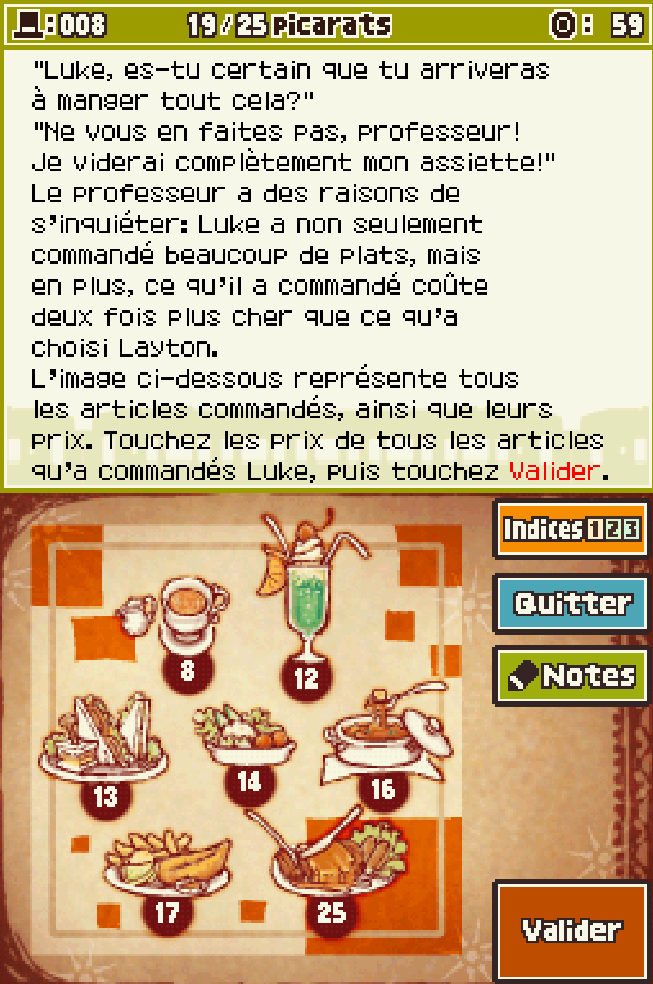 :008
19/25 picarats
: 59
"Luke, es-tu certain que tu arriveras
à manger tout cela?"
"Ne vous en faites pas, professeur!
Je viderai complètement mon assiette!"
Le professeur a des raisons de
s'inquiéter: Luke a non seulement
commandé beaucoup de plats, mais
en plus, ce qu'il a commandé coûte
deux fois plus cher que ce qu'a
choisi Layton.
L'image ci-dessous représente tous
les articles commandés, ainsi que leurs
prix. Touchez les prix de tous les articles
qu'a commandés Luke, puis touchez Valider.
Indices 1 2 3
Quitter
Notes
8
12
13
14
16
17
25
Valider